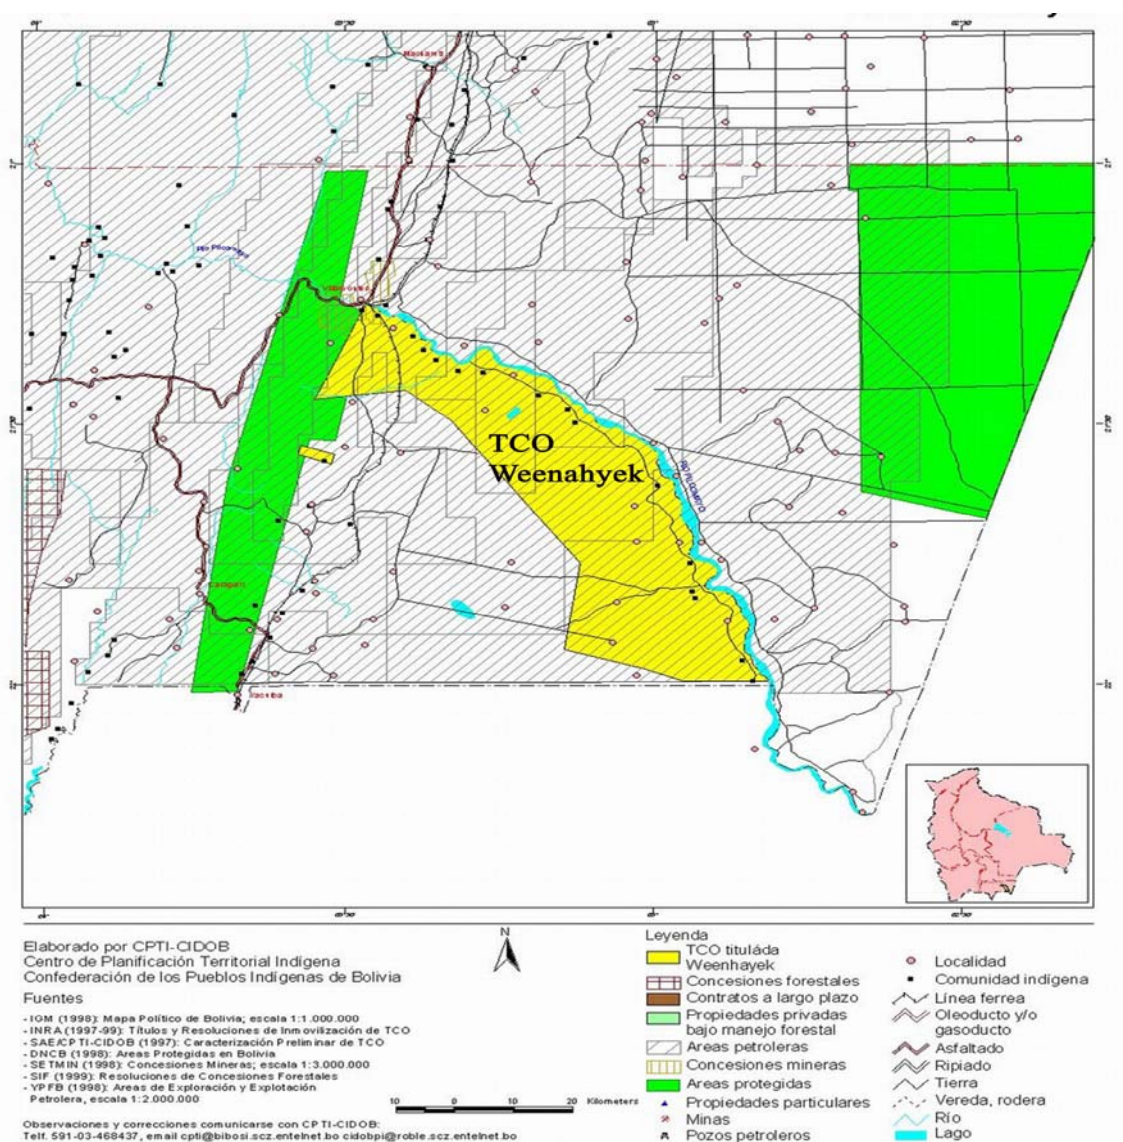 Río Pilcomayo
TCO
Weenahyek
RIO PILCOMAYO
Caraparí
Yacuiba
N
Elaborado por CPTI-CIDOB
Centro de Planificación Territorial Indígena
Confederación de los Pueblos Indígenas de Bolivia
Fuentes
- IGM (1998): Mapa Político de Bolivia; escala 1:1.000.000
- INRA (1997-99): Títulos y Resoluciones de Inmovilización de TCO
- SAE/CPTI-CIDOB (1997): Caracterización Preliminar de TCO
- DNCB (1998): Areas Protegidas en Bolivia
- SETMIN (1998): Concesiones Mineras; escala 1:3.000.000
- SIF (1999): Resoluciones de Concesiones Forestales
- YPFB (1998): Areas de Exploración y Explotación
Petrolera, escala 1:2.000.000
Observaciones y correcciones comunicarse con CPTI-CIDOB:
Telf. 591-03-468437, email cpti@bibosi.scz.entelnet.bo cidobpi@roble.scz.entelnet.bo
10 0 10 20 Kilometers
Leyenda
TCO tituláda
Weenhayek
Concesiones forestales
Contratos a largo plazo
Propiedades privadas
bajo manejo forestal
Areas petroleras
Concesiones mineras
Areas protegidas
Propiedades particulares
Minas
Pozos petroleros
Localidad
Comunidad indígena
Línea ferrea
Oleoducto y/o
gasoducto
Asfaltado
Ripiado
Tierra
Vereda, rodera
Río
Lago